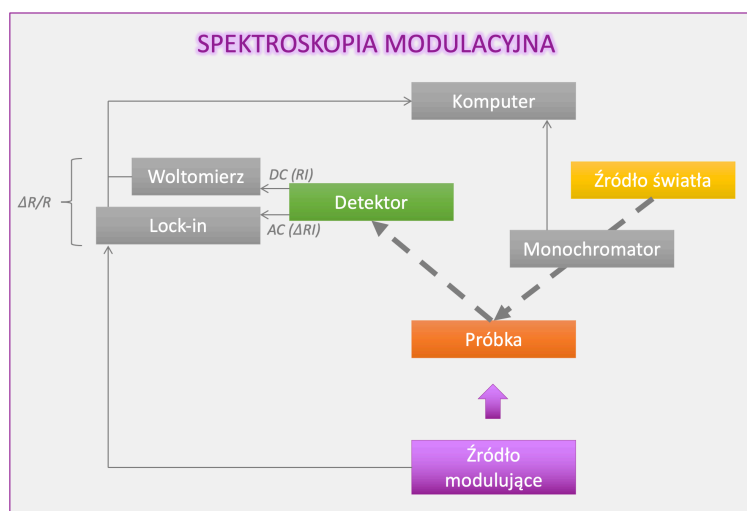 SPEKTROSKOPIA MODULACYJNA
Komputer
Woltomierz
DC (RI)
Źródło światła
ΔR/R
Detektor
Lock-in
AC (ΔRI)
Monochromator
Próbka
Źródło
modulujące